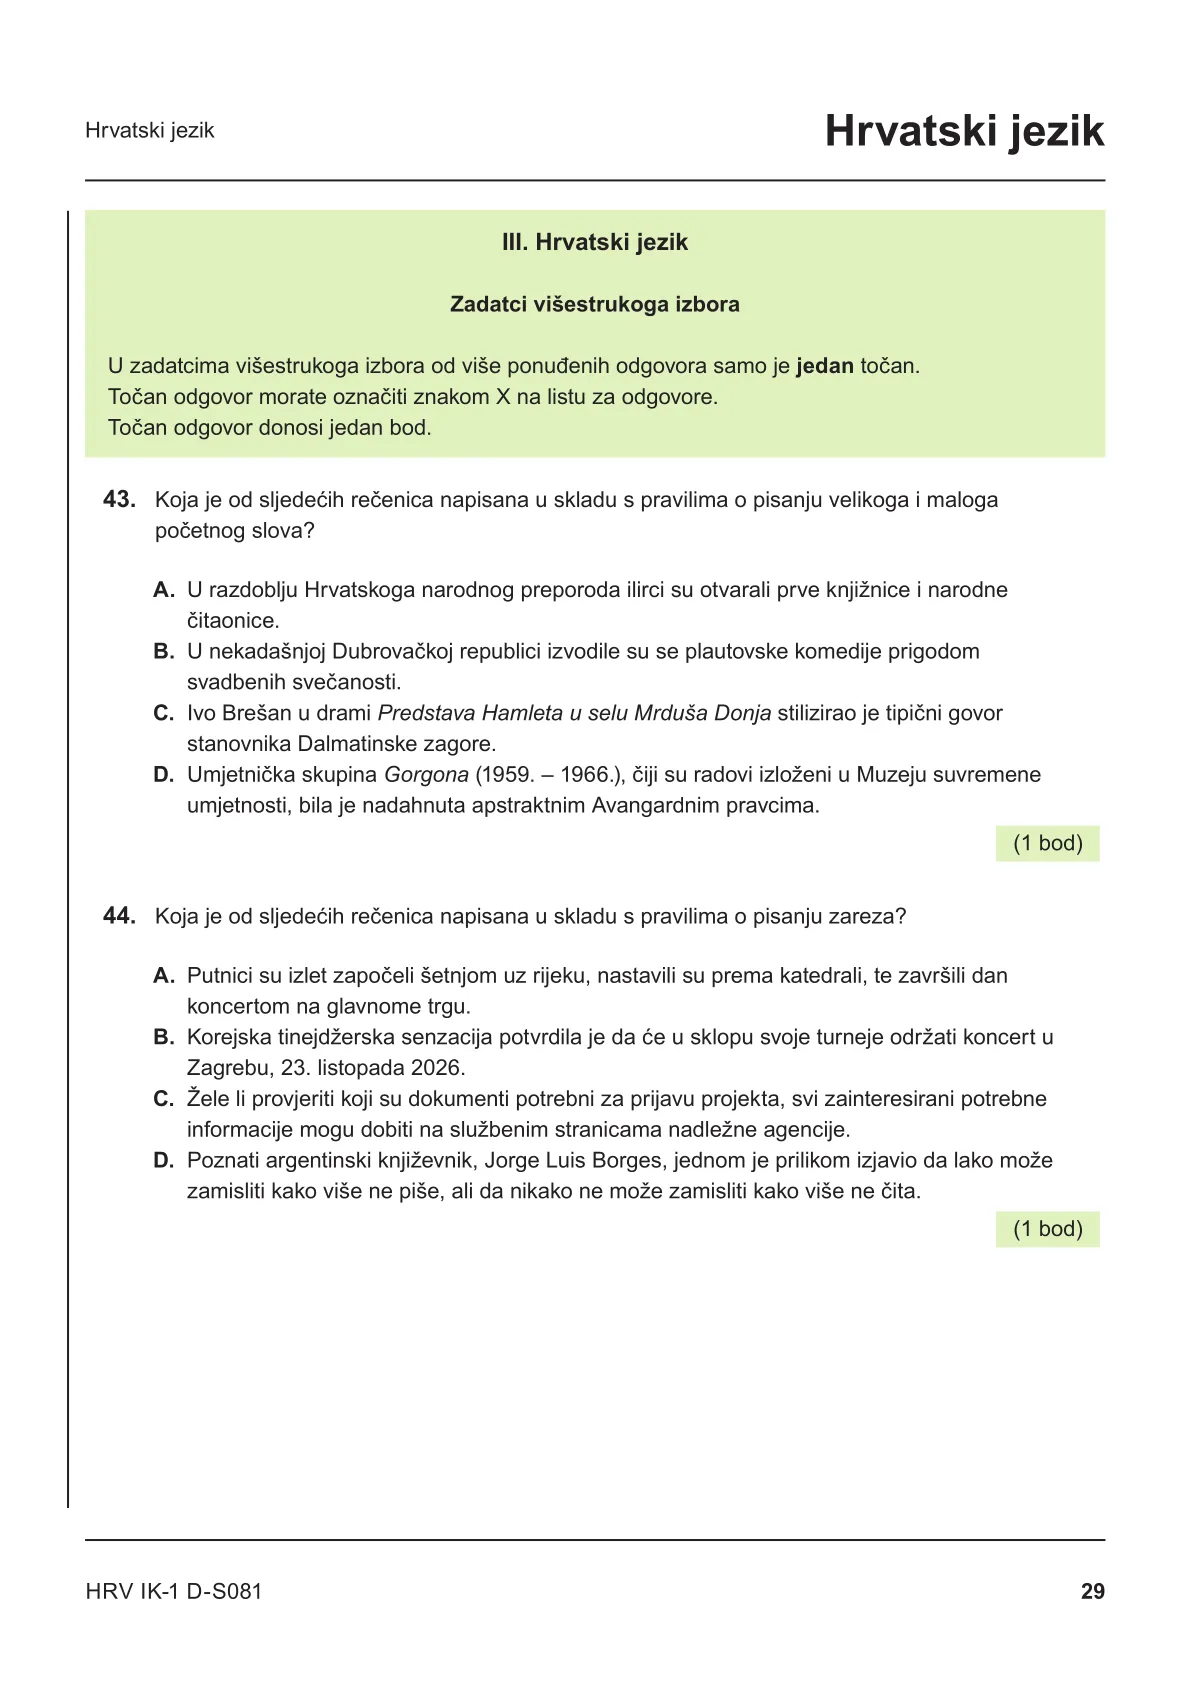 Hrvatski jezik
Hrvatski jezik
III. Hrvatski jezik
Zadatci višestrukoga izbora
U zadatcima višestrukoga izbora od više ponuđenih odgovora samo je jedan točan.
Točan odgovor morate označiti znakom X na listu za odgovore.
Točan odgovor donosi jedan bod.
43. Koja je od sljedećih rečenica napisana u skladu s pravilima o pisanju velikoga i maloga
početnog slova?
A. U razdoblju Hrvatskoga narodnog preporoda ilirci su otvarali prve knjižnice i narodne
čitaonice.
B. U nekadašnjoj Dubrovačkoj republici izvodile su se plautovske komedije prigodom
svadbenih svečanosti.
C. Ivo Brešan u drami Predstava Hamleta u selu Mrduša Donja stilizirao je tipični govor
stanovnika Dalmatinske zagore.
D. Umjetnička skupina Gorgona (1959. – 1966.), čiji su radovi izloženi u Muzeju suvremene
umjetnosti, bila je nadahnuta apstraktnim Avangardnim pravcima.
(1 bod)
44. Koja je od sljedećih rečenica napisana u skladu s pravilima o pisanju zareza?
A. Putnici su izlet započeli šetnjom uz rijeku, nastavili su prema katedrali, te završili dan
koncertom na glavnome trgu.
B. Korejska tinejdžerska senzacija potvrdila je da će u sklopu svoje turneje održati koncert u
Zagrebu, 23. listopada 2026.
C. Žele li provjeriti koji su dokumenti potrebni za prijavu projekta, svi zainteresirani potrebne
informacije mogu dobiti na službenim stranicama nadležne agencije.
D. Poznati argentinski književnik, Jorge Luis Borges, jednom je prilikom izjavio da lako može
zamisliti kako više ne piše, ali da nikako ne može zamisliti kako više ne čita.
(1 bod)
HRV IK-1 D-S081
29